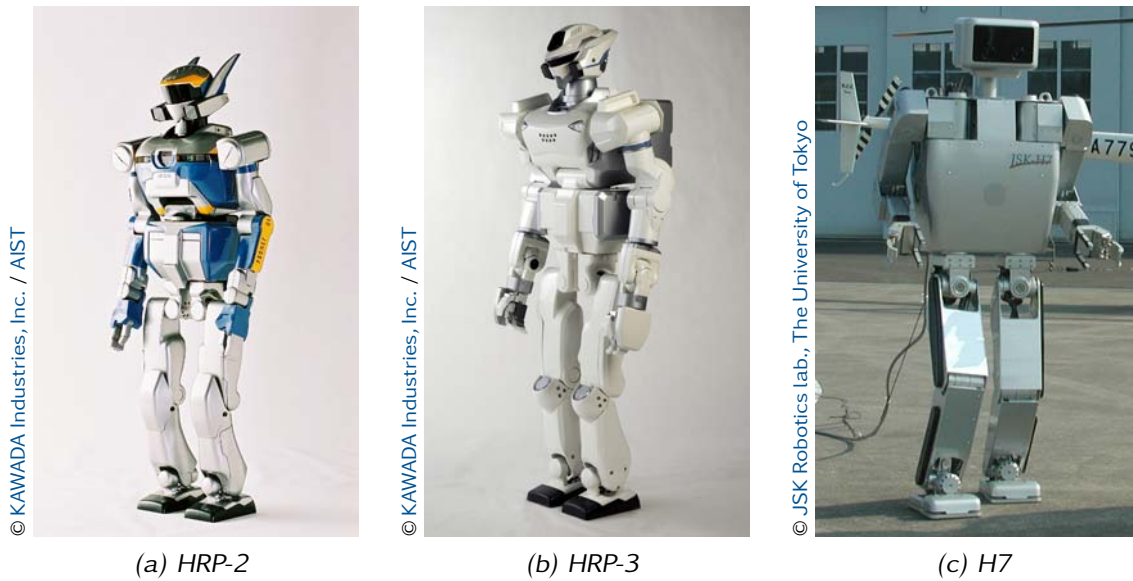 © KAWADA Industries, Inc. / AIST
(a) HRP-2
© KAWADA Industries, Inc. / AIST
(b) HRP-3
© JSK Robotics lab., The University of Tokyo
JSK-H7
A779
(c) H7